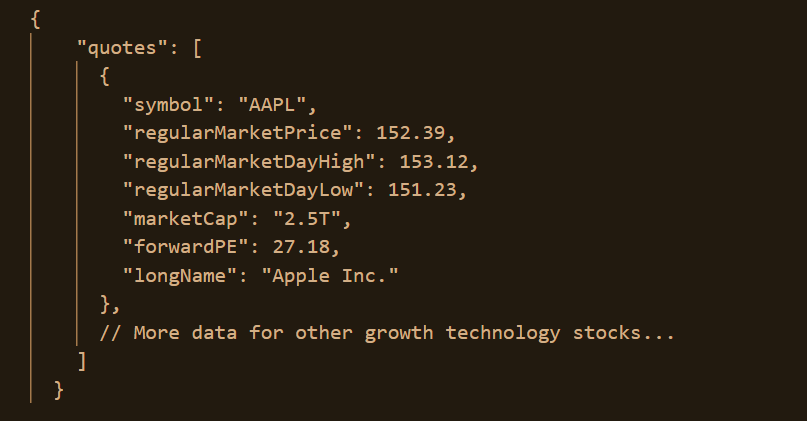 {
"quotes": [
{
"symbol": "AAPL",
"regularMarketPrice": 152.39,
"regularMarketDayHigh": 153.12,
"regularMarketDayLow": 151.23,
"marketCap": "2.5T",
"forwardPE": 27.18,
"longName": "Apple Inc."
},
// More data for other growth technology stocks...
]
}